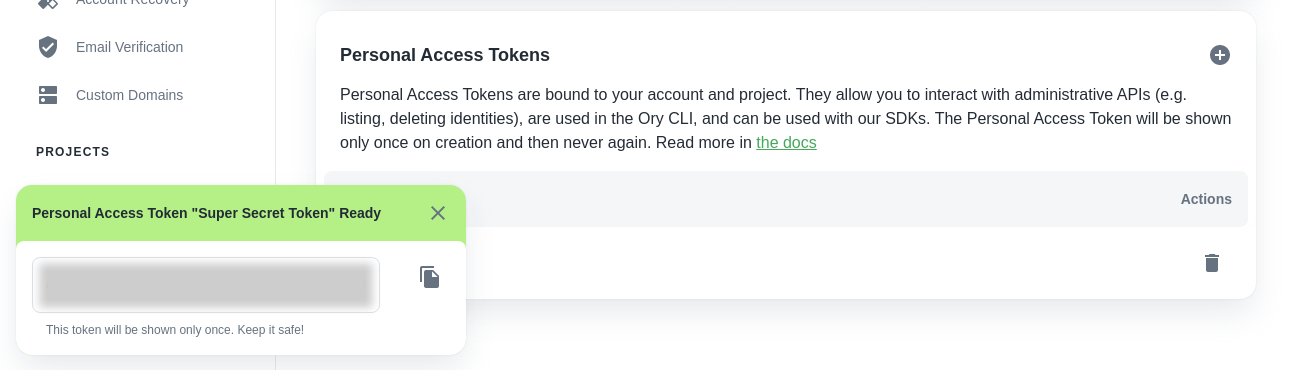 Account Recovery
Email Verification
Custom Domains
PROJECTS
Personal Access Tokens
Personal Access Tokens are bound to your account and project. They allow you to interact with administrative APIs (e.g.
listing, deleting identities), are used in the Ory CLI, and can be used with our SDKs. The Personal Access Token will be shown
only once on creation and then never again. Read more in the docs
Actions
Personal Access Token "Super Secret Token" Ready
This token will be shown only once. Keep it safe!